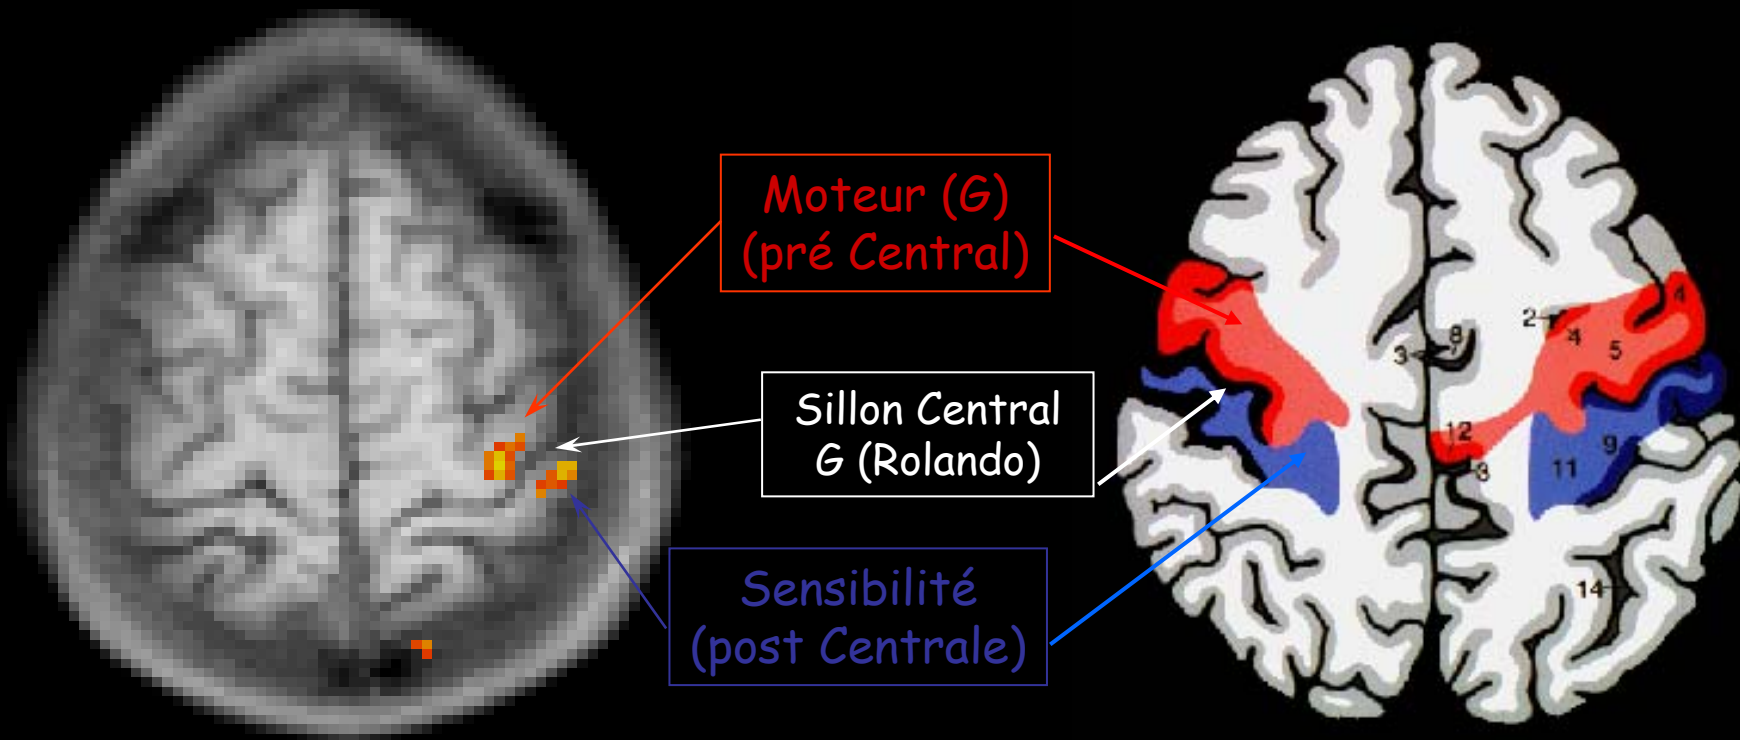 Moteur (G)
(pré Central)
Sillon Central
G (Rolando)
Sensibilité
(post Centrale)
4
2
4
8
3
5
12
9
3
11
14